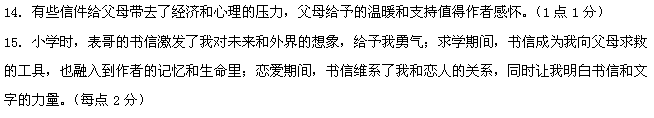 14. 有些信件给父母带去了经济和心理的压力，父母给予的温暖和支持值得作者感怀。（1 点 1 分）
15. 小学时，表哥的书信激发了我对未来和外界的想象，给予我勇气；求学期间，书信成为我向父母求救
的工具，也融入到作者的记忆和生命里；恋爱期间，书信维系了我和恋人的关系，同时让我明白书信和文
字的力量。（每点 2 分）